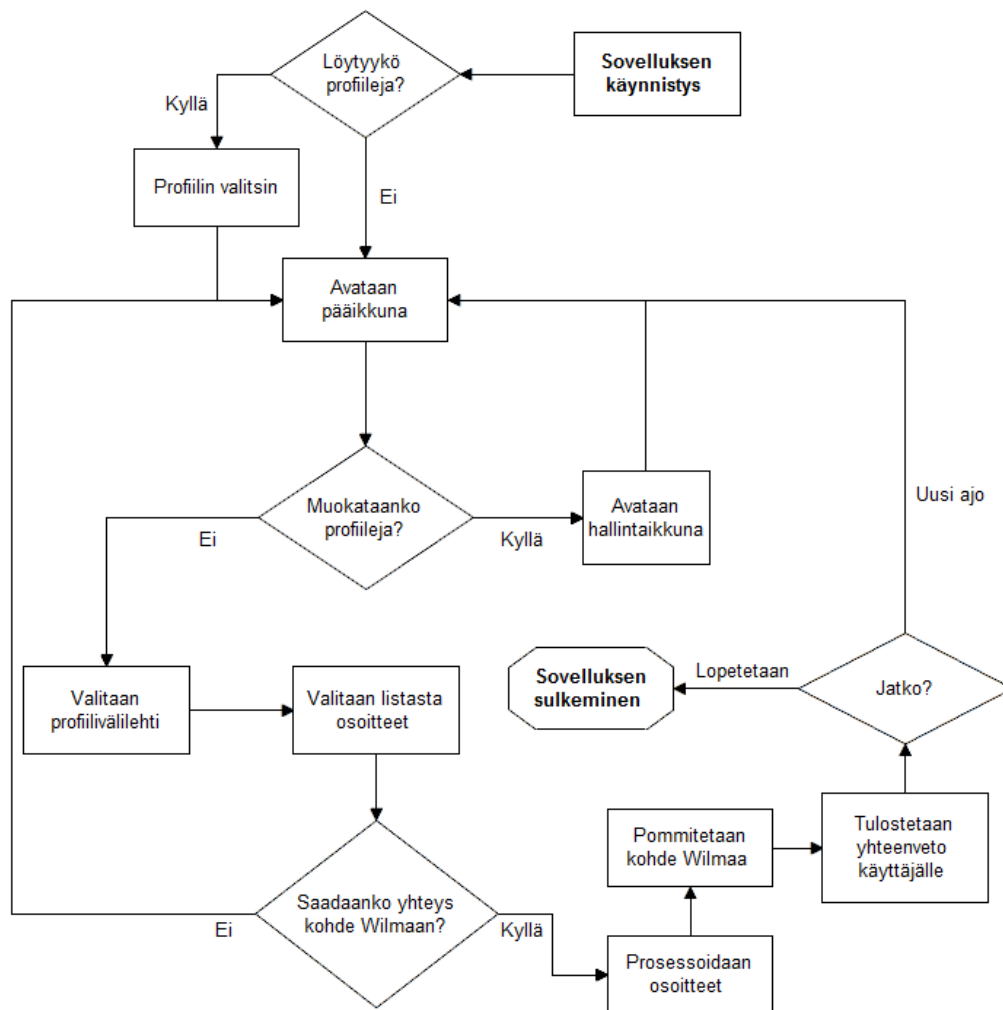 Löytyykö
profiileja?
Sovelluksen
käynnistys
Kyllä
Profiilin valitsin
Ei
Avataan
pääikkuna
Muokataanko
profiileja?
Ei
Kyllä
Avataan
hallintaikkuna
Uusi ajo
Valitaan
profiilivälilehti
Valitaan listasta
osoitteet
Sovelluksen
sulkeminen
Lopetetaan
Jatko?
Saadaanko yhteys
kohde Wilmaan?
Ei
Kyllä
Pommitetaan
kohde Wilmaa
Tulostetaan
yhteenveto
käyttäjälle
Prosessoidaan
osoitteet